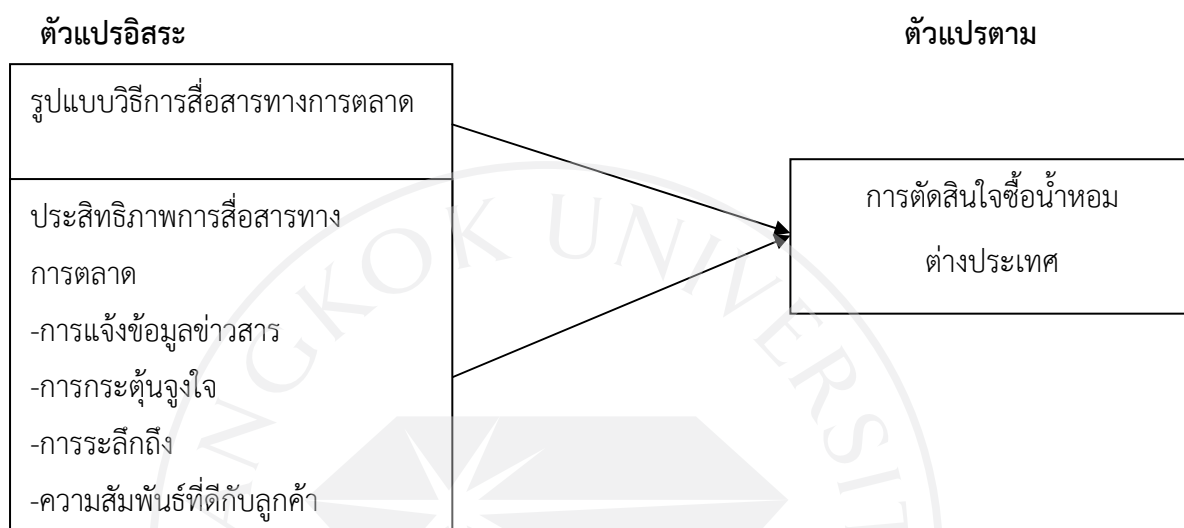 ตัวแปรอิสระ
ตัวแปรตาม
รูปแบบวิธีการสื่อสารทางการตลาด
ประสิทธิภาพการสื่อสารทาง
การตลาด
-การแจ้งข้อมูลข่าวสาร
-การกระตุ้นจูงใจ
-การระลึกถึง
-ความสัมพันธ์ที่ดีกับลูกค้า
การตัดสินใจซื้อน้ำหอม
ต่างประเทศ